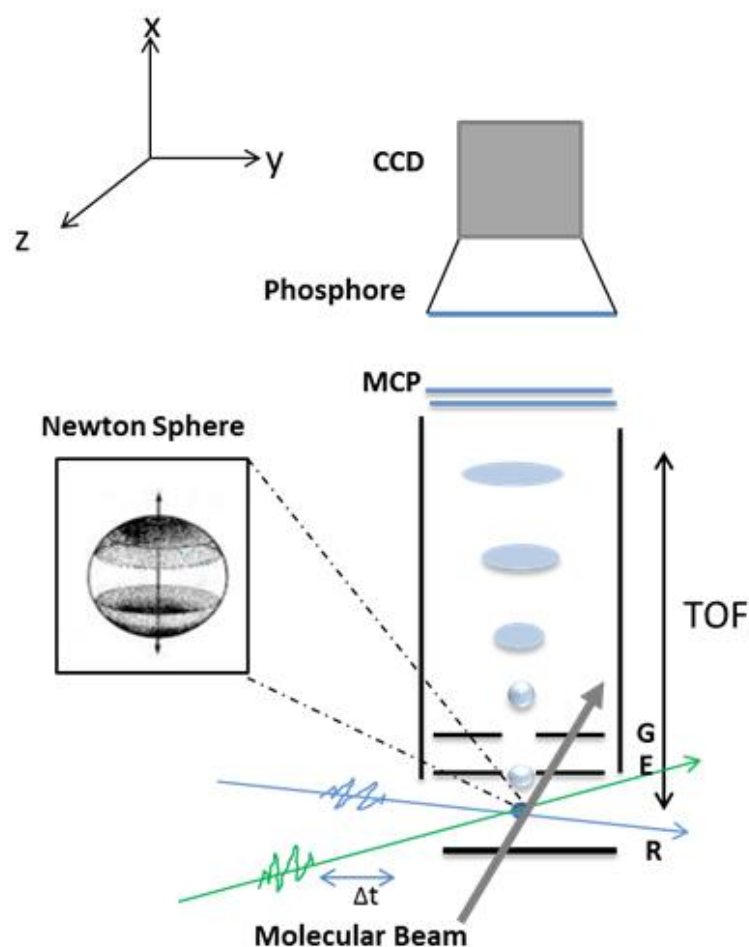 x
y
z
CCD
Phosphore
MCP
Newton Sphere
TOF
G
E
R
Δt
Molecular Beam